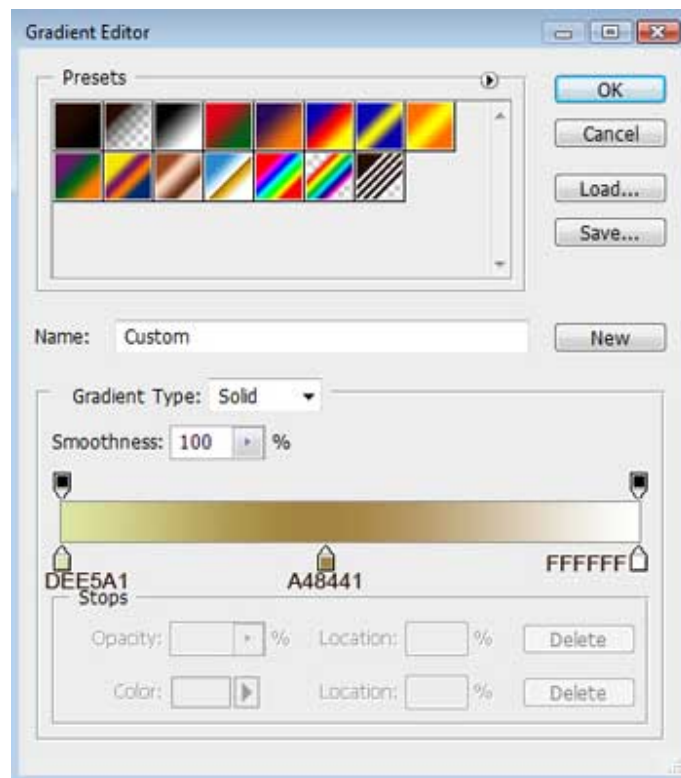 Gradient Editor
Presets
OK
Cancel
Load...
Save...
Name: Custom New
Gradient Type: Solid
Smoothness: 100 %
DEE5A1 A48441 FFFFFF
Stops
Opacity: % Location: % Delete
Color: Location: % Delete